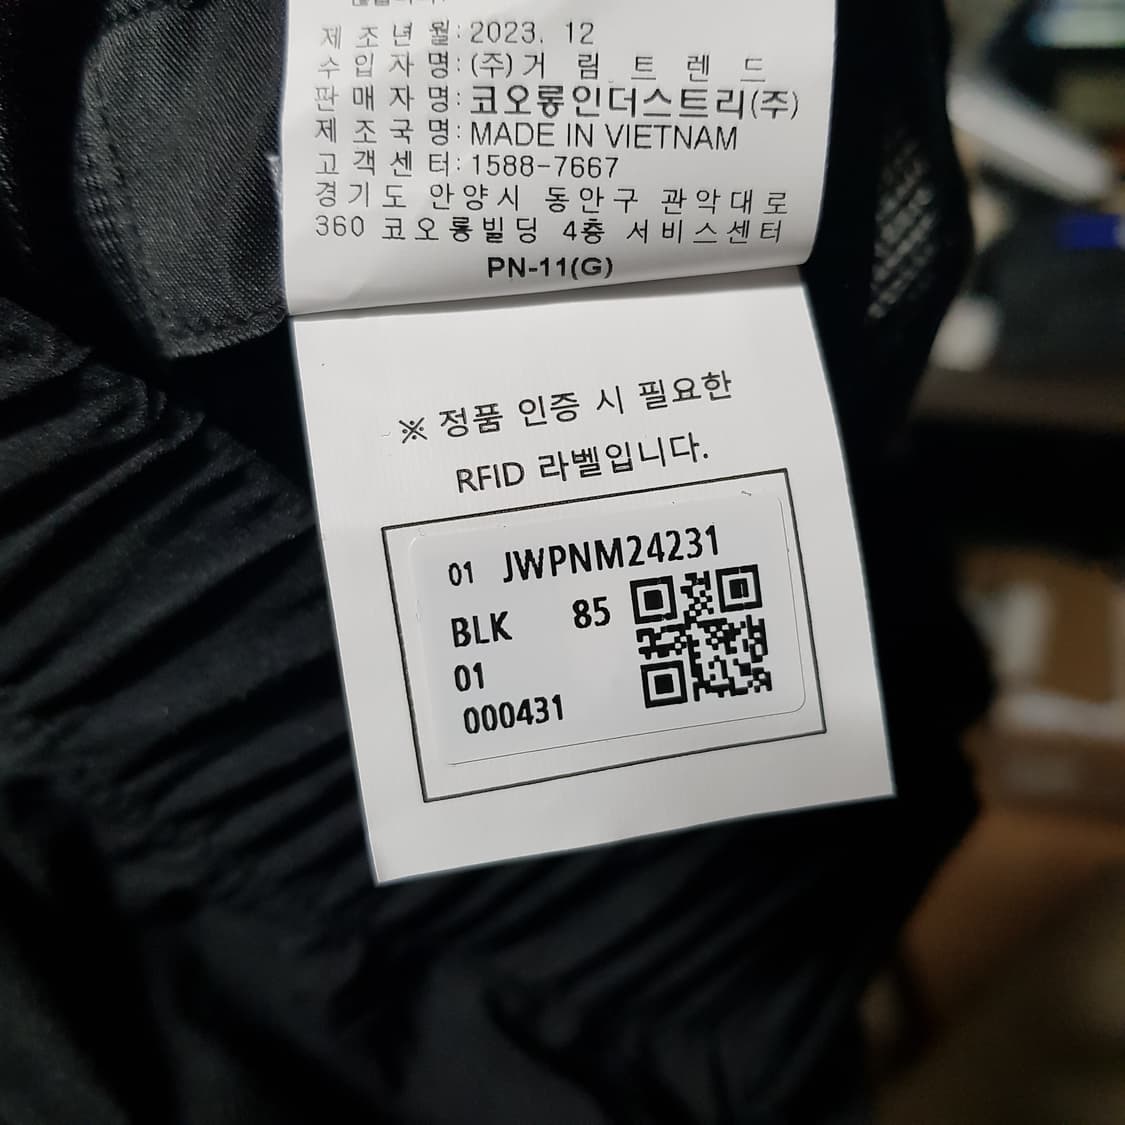 제 조 년 월: 2023. 12
수 입 자 명: (주)거 림 트 렌 드
판 매 자 명: 코오롱인더스트리(주)
제 조 국 명: MADE IN VIETNAM
고 객 센 터: 1588-7667
경기도 안양시 동안구 관악대로
360 코오롱빌딩 4층 서비스센터
PN-11(G)
※ 정품 인증 시 필요한
RFID 라벨입니다.
01 JWPNM24231
BLK 85
01
000431